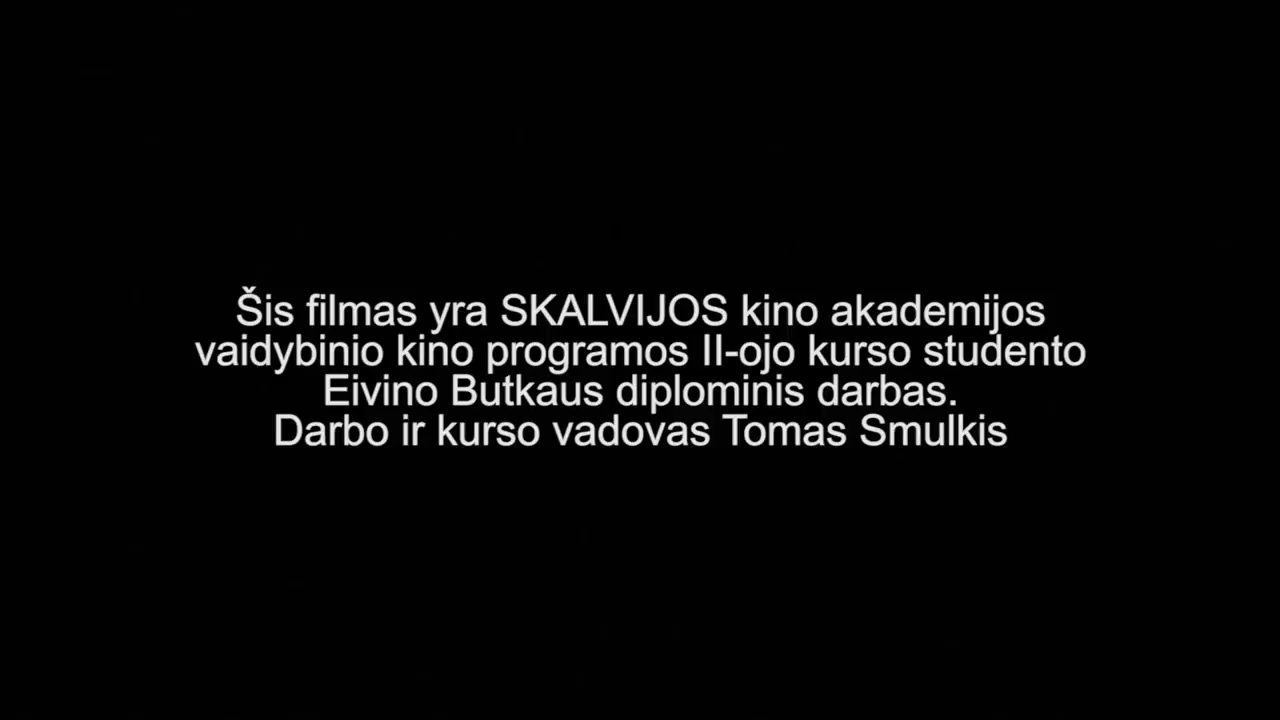 Šis filmas yra SKALVIJOS kino akademijos
vaidybinio kino programos II-ojo kurso studento
Eivino Butkaus diplominis darbas.
Darbo ir kurso vadovas Tomas Smulkis